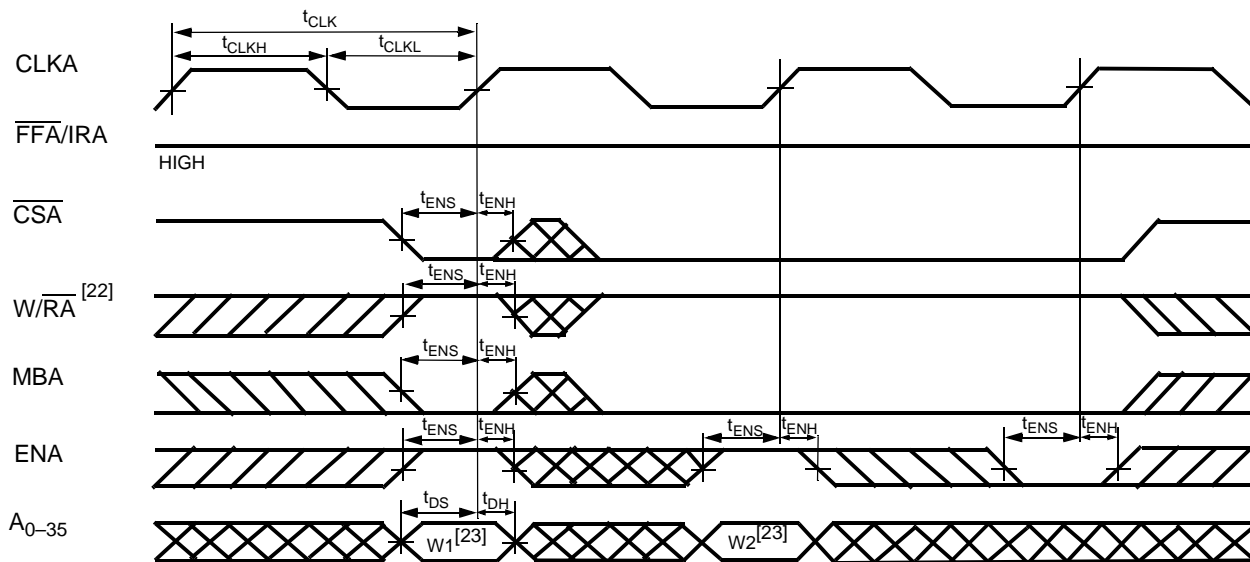 tCLK
tCLKH tCLKL
CLKA
FFA/IRA
HIGH
tENS tENH
CSA
tENS tENH
W/RA [22]
tENS tENH
MBA
tENS tENH tENS tENH tENS tENH
ENA
tDS tDH
A0–35 W1[23] W2[23]